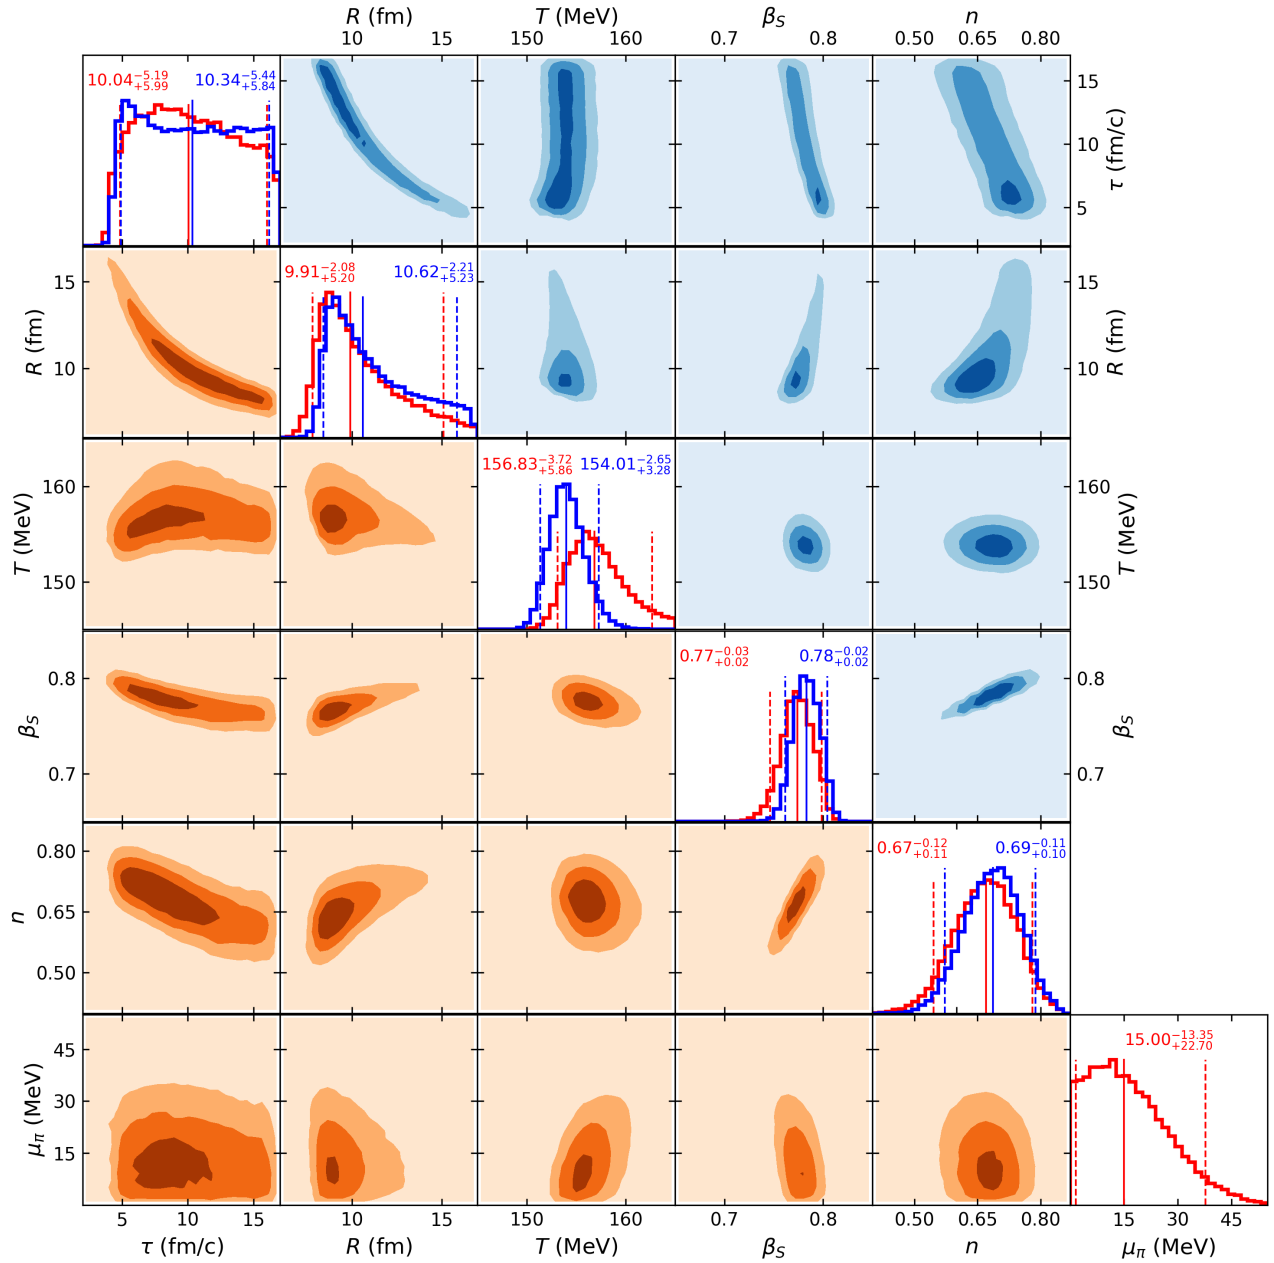 R (fm) T (MeV) β_S n
10 15 150 160 0.7 0.8 0.50 0.65 0.80
10.04^{−5.19}_{+5.99} 10.34^{−5.44}_{+5.84}
15
10
5
τ (fm/c)
9.91^{−2.08}_{+5.20} 10.62^{−2.21}_{+5.23}
R (fm)
15
10
15
10
R (fm)
156.83^{−3.72}_{+5.86} 154.01^{−2.65}_{+3.28}
T (MeV)
160
150
160
150
T (MeV)
0.77^{−0.03}_{+0.02} 0.78^{−0.02}_{+0.02}
β_S
0.8
0.7
0.8
0.7
β_S
0.67^{−0.12}_{+0.11} 0.69^{−0.11}_{+0.10}
n
0.80
0.65
0.50
15.00^{−13.35}_{+22.70}
μ_π (MeV)
45
30
15
5 10 15 10 15 150 160 0.7 0.8 0.50 0.65 0.80 15 30 45
τ (fm/c) R (fm) T (MeV) β_S n μ_π (MeV)